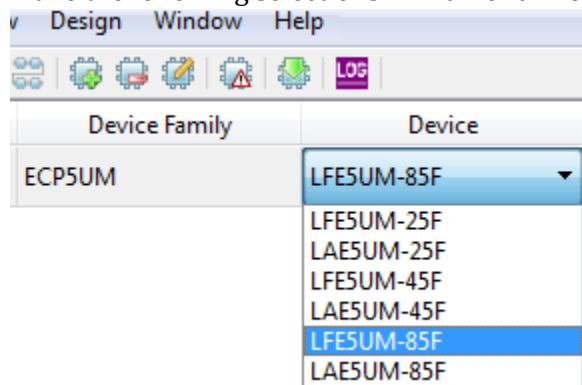 Design Window Help
LOG
Device Family Device
ECP5UM LFE5UM-85F
LFE5UM-25F
LAE5UM-25F
LFE5UM-45F
LAE5UM-45F
LFE5UM-85F
LAE5UM-85F